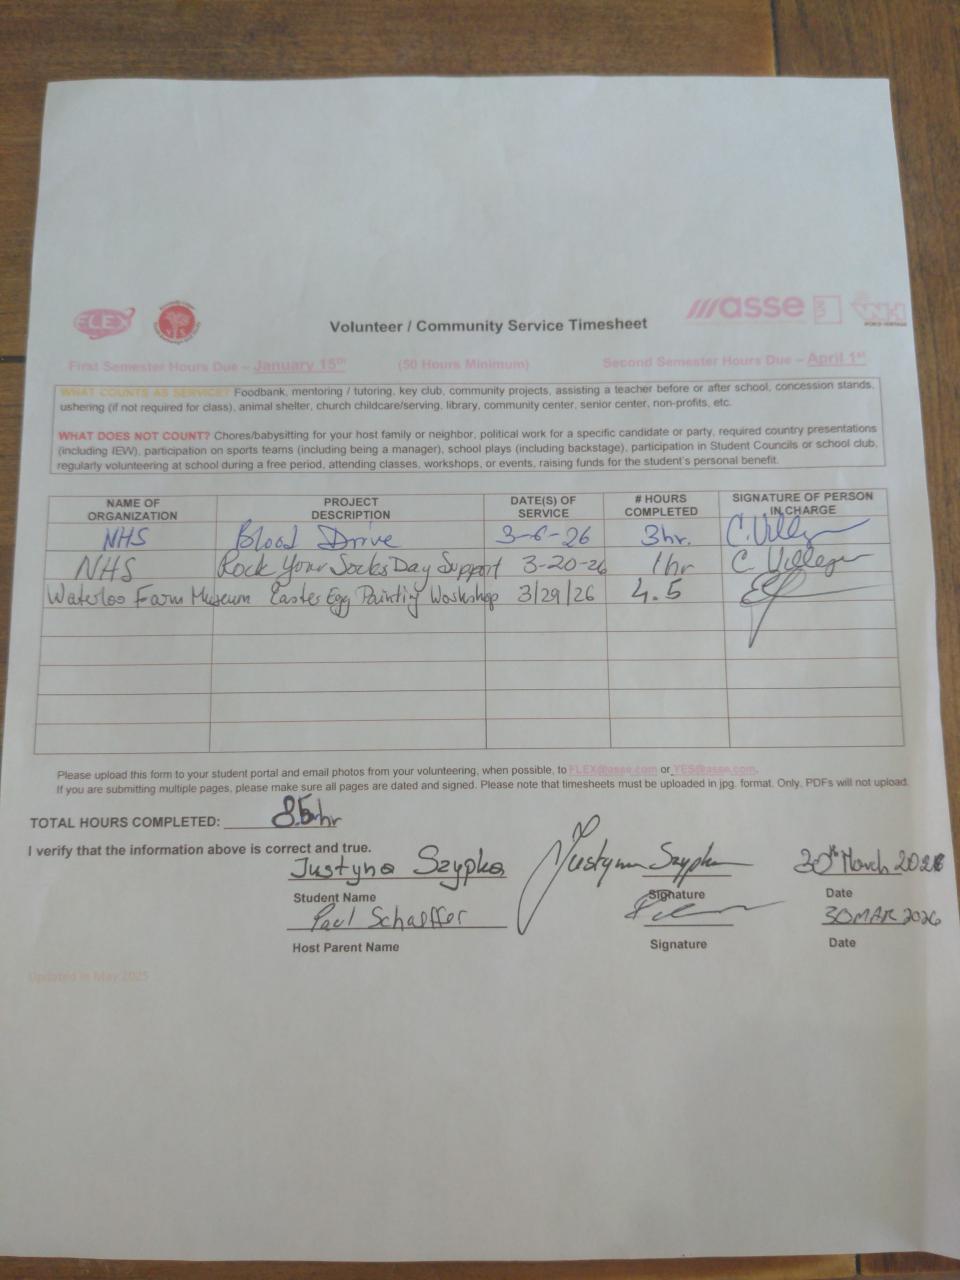 FLEX
YES
asse
WH
WORLD HERITAGE
Volunteer / Community Service Timesheet
First Semester Hours Due – January 15th (50 Hours Minimum) Second Semester Hours Due – April 1st
WHAT COUNTS AS SERVICE? Foodbank, mentoring / tutoring, key club, community projects, assisting a teacher before or after school, concession stands,
ushering (if not required for class), animal shelter, church childcare/serving, library, community center, senior center, non-profits, etc.
WHAT DOES NOT COUNT? Chores/babysitting for your host family or neighbor, political work for a specific candidate or party, required country presentations
(including IEW), participation on sports teams (including being a manager), school plays (including backstage), participation in Student Councils or school club,
regularly volunteering at school during a free period, attending classes, workshops, or events, raising funds for the student's personal benefit.
NAME OF ORGANIZATION PROJECT DESCRIPTION DATE(S) OF SERVICE # HOURS COMPLETED SIGNATURE OF PERSON IN CHARGE
NHS Blood Drive 3-6-26 3hr.
NHS Rock Your Socks Day Support 3-20-26 1hr
Waterloo Farm Museum Easter Egg Painting Workshop 3/29/26 4.5
Please upload this form to your student portal and email photos from your volunteering, when possible, to FLEX@asse.com or YES@asse.com.
If you are submitting multiple pages, please make sure all pages are dated and signed. Please note that timesheets must be uploaded in jpg. format. Only, PDFs will not upload.
TOTAL HOURS COMPLETED: 8.5hr
I verify that the information above is correct and true.
Justyna Szypka Justyna Szypka 30th March 2026
Student Name Signature Date
Paul Schaeffer 30 MAR 2026
Host Parent Name Signature Date
Updated in May 2025